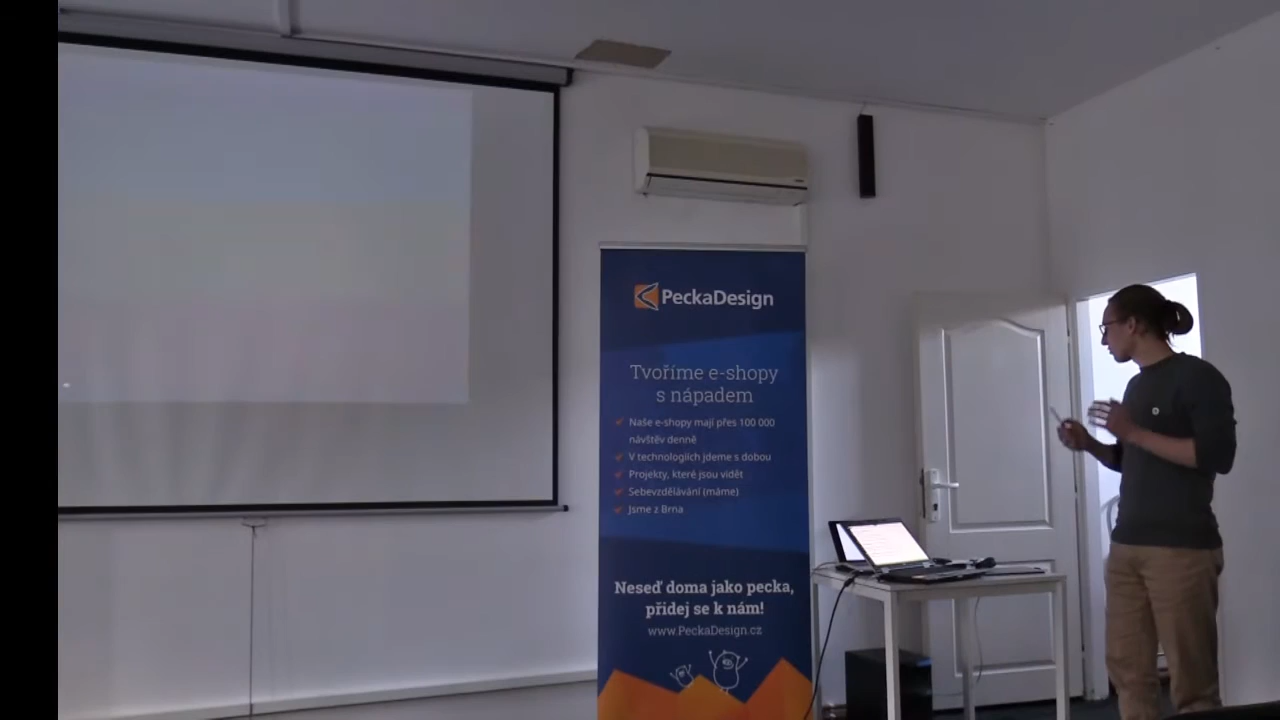 PeckaDesign
Tvoříme e-shopy
s nápadem
Naše e-shopy mají přes 100 000
návštěv denně
V technologiích jdeme s dobou
Projekty, které jsou vidět
Sebevzdělávání (máme)
Jsme z Brna
Neseď doma jako pecka,
přidej se k nám!
www.PeckaDesign.cz